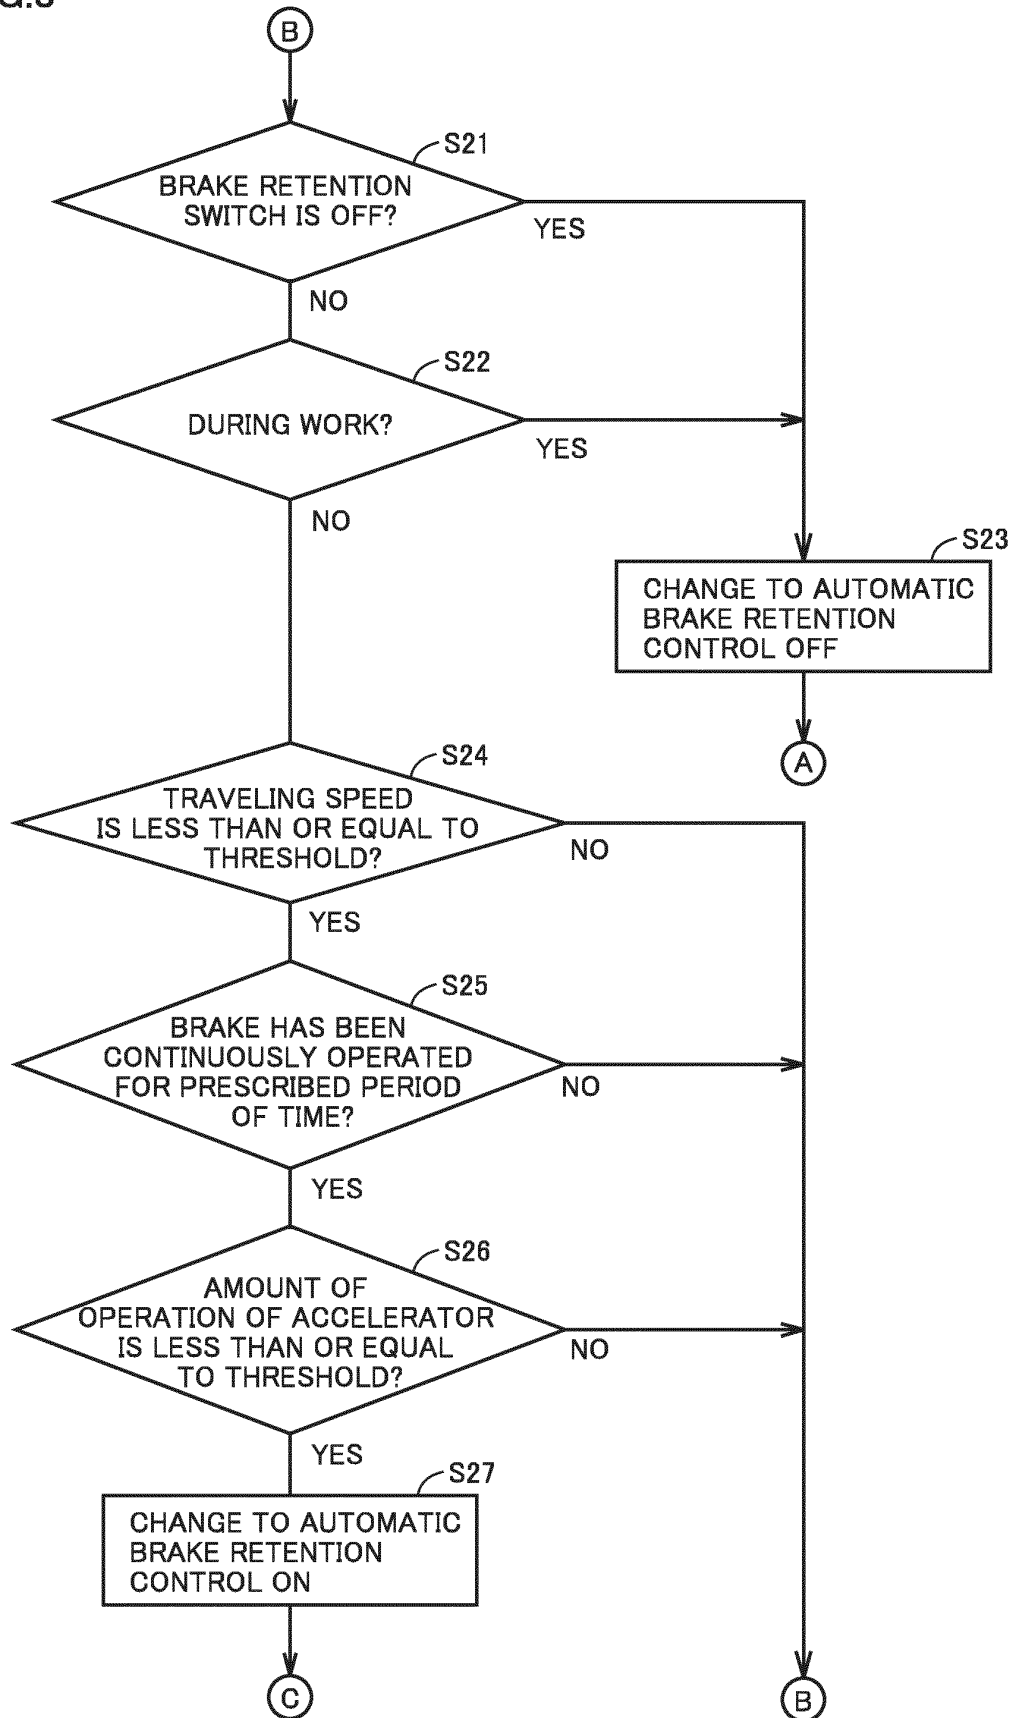 B
S21
BRAKE RETENTION
SWITCH IS OFF?
YES
NO
S22
DURING WORK?
YES
NO
S23
CHANGE TO AUTOMATIC
BRAKE RETENTION
CONTROL OFF
A
S24
TRAVELING SPEED
IS LESS THAN OR EQUAL TO
THRESHOLD?
NO
YES
S25
BRAKE HAS BEEN
CONTINUOUSLY OPERATED
FOR PRESCRIBED PERIOD
OF TIME?
NO
YES
S26
AMOUNT OF
OPERATION OF ACCELERATOR
IS LESS THAN OR EQUAL
TO THRESHOLD?
NO
YES
S27
CHANGE TO AUTOMATIC
BRAKE RETENTION
CONTROL ON
C
B